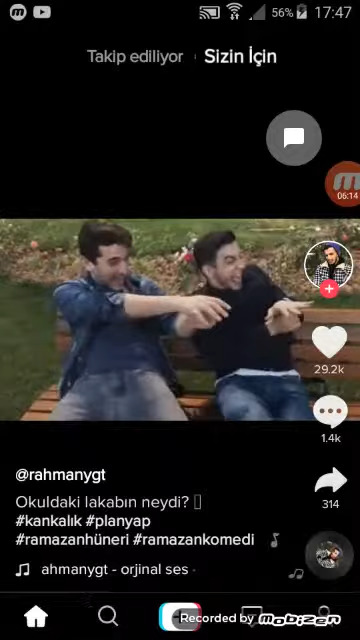 56% 17:47
Takip ediliyor Sizin İçin
06:14
29.2k
1.4k
@rahmanygt
314
Okuldaki lakabın neydi?
#kankalık #planyap
#ramazanhüneri #ramazankomedi
ahmanygt - orjinal ses
Recorded by mobizen